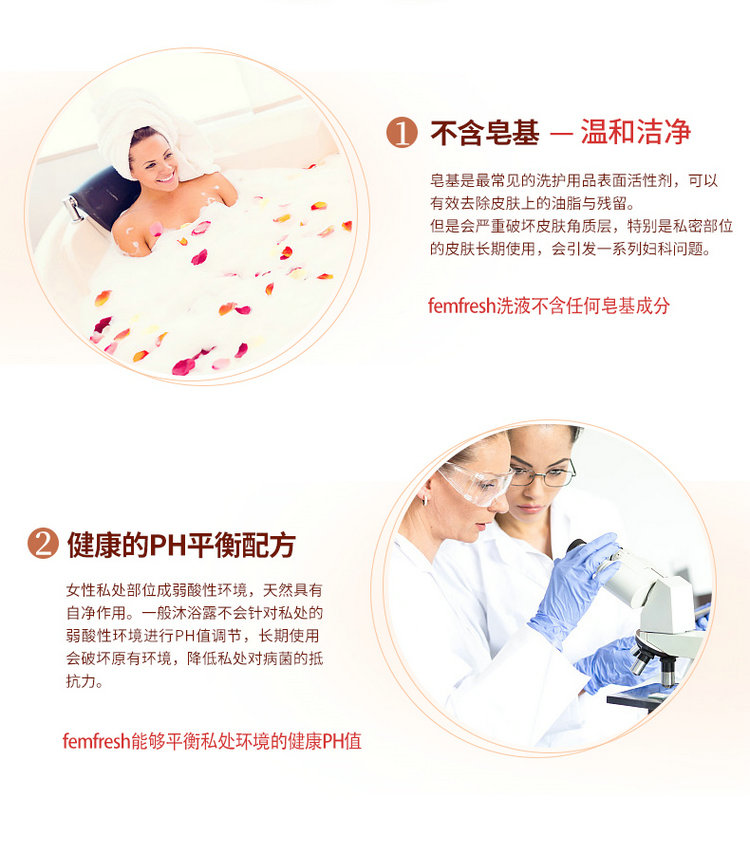 1 不含皂基 — 温和洁净
皂基是最常见的洗护用品表面活性剂，可以
有效去除皮肤上的油脂与残留。
但是会严重破坏皮肤角质层，特别是私密部位
的皮肤长期使用，会引发一系列妇科问题。
femfresh洗液不含任何皂基成分
2 健康的PH平衡配方
女性私处部位成弱酸性环境，天然具有
自净作用。一般沐浴露不会针对私处的
弱酸性环境进行PH值调节，长期使用
会破坏原有环境，降低私处对病菌的抵
抗力。
femfresh能够平衡私处环境的健康PH值